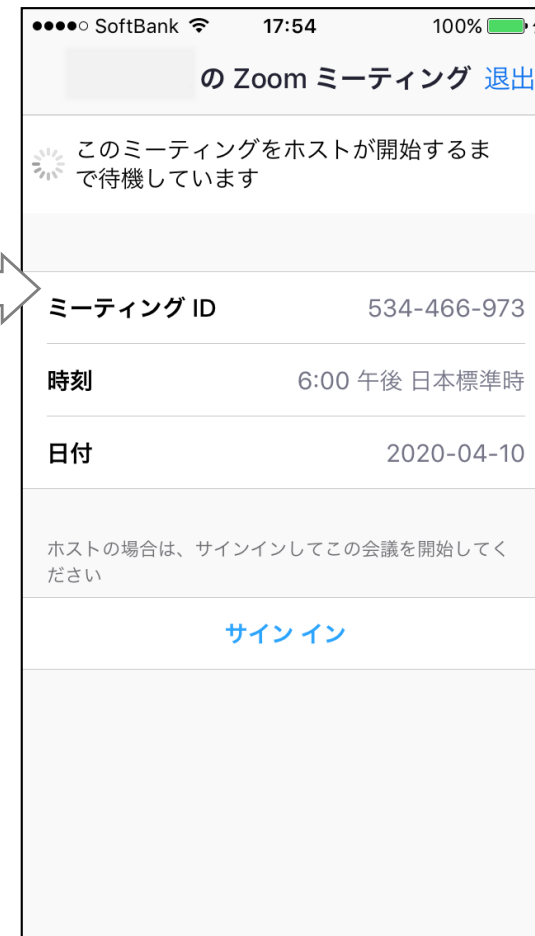 SoftBank 17:54 100%
の Zoom ミーティング 退出
このミーティングをホストが開始するま
で待機しています
ミーティング ID 534-466-973
時刻 6:00 午後 日本標準時
日付 2020-04-10
ホストの場合は、サインインしてこの会議を開始してく
ださい
サイン イン